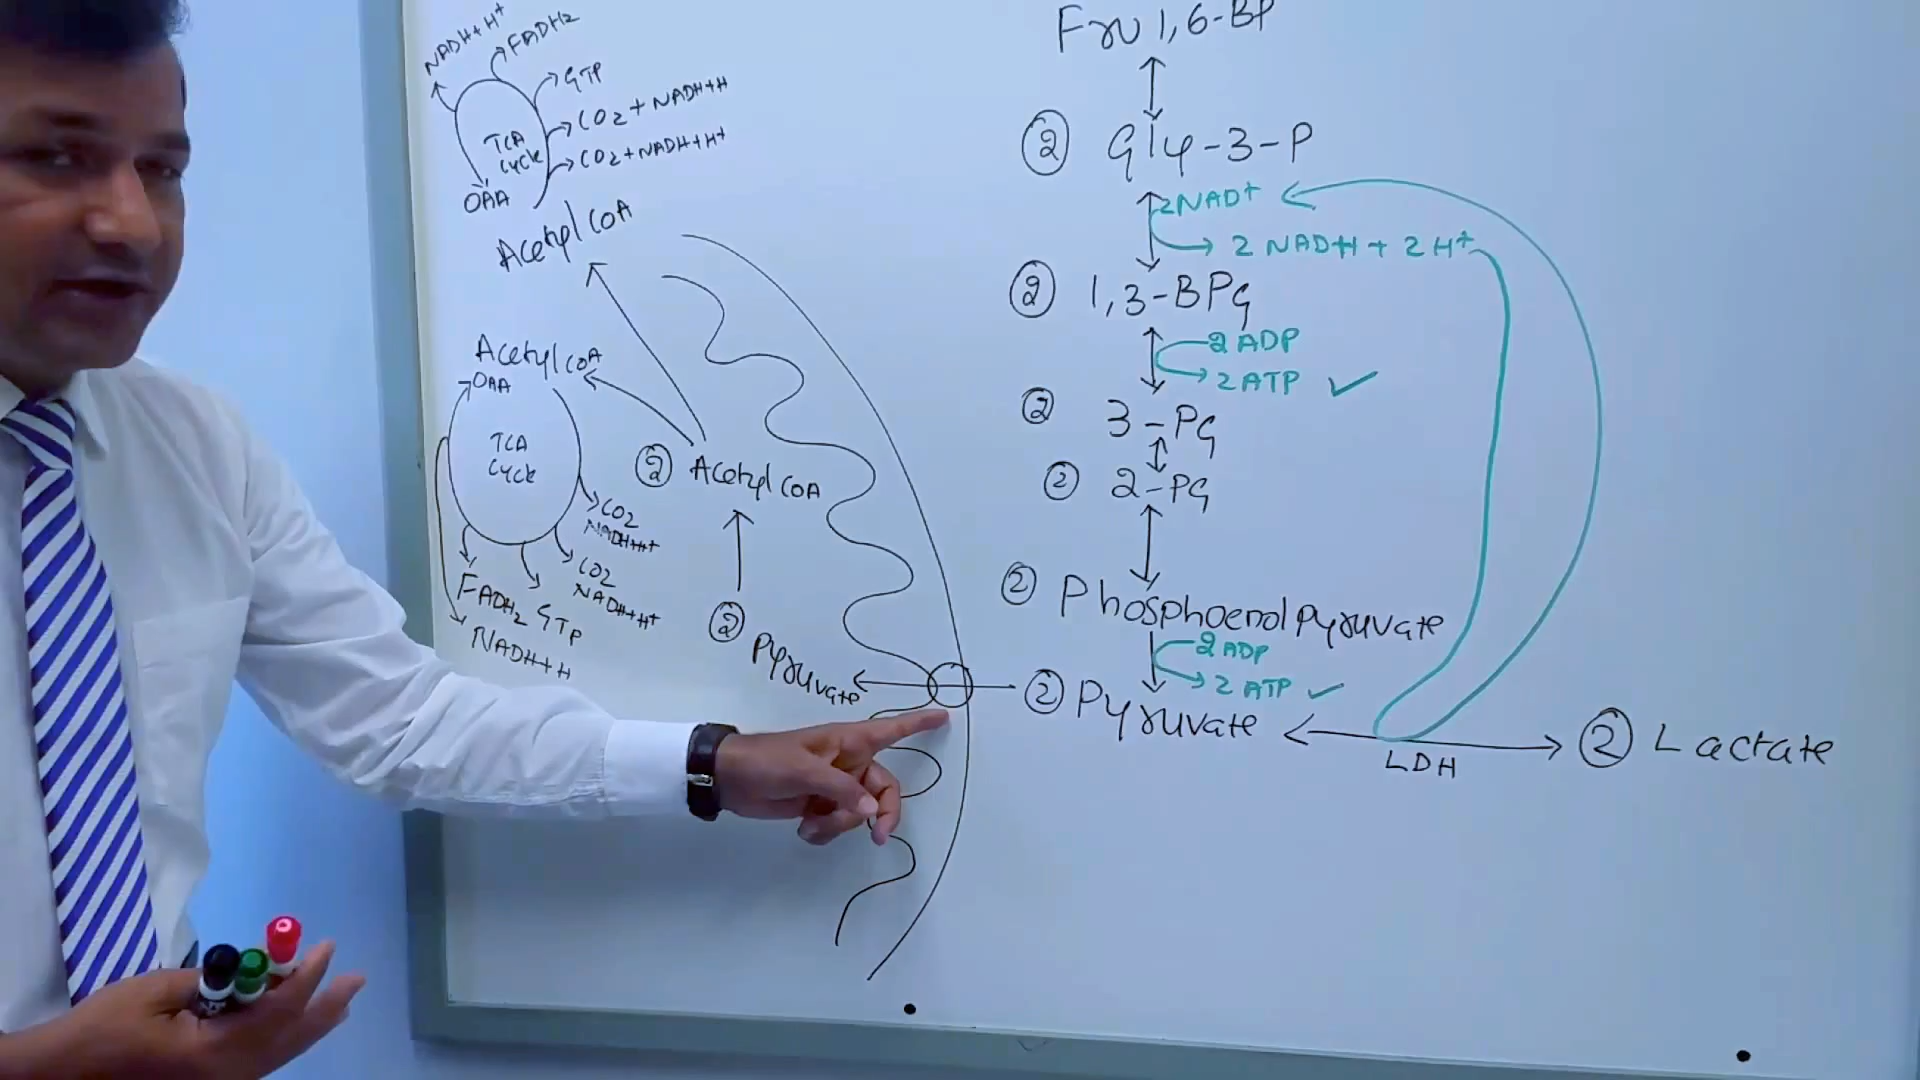 NADH+H+
FADH2
GTP
CO2 + NADH+H
CO2+NADH+H+
TCA
Cycle
OAA
Acetyl COA
Acetyl COA
OAA
TCA
Cycle
CO2
NADH+H+
CO2
NADH+H+
GTP
FADH2
NADH+H
2 Acetyl COA
2 Pyruvate
Fru 1,6-BP
2 Gly-3-P
2NAD+
2 NADH + 2H+
2 1,3-BPG
2 ADP
2 ATP ✓
2 3-PG
2 2-PG
2 Phosphoenolpyruvate
2 ADP
2 ATP ✓
2 Pyruvate
LDH
2 Lactate